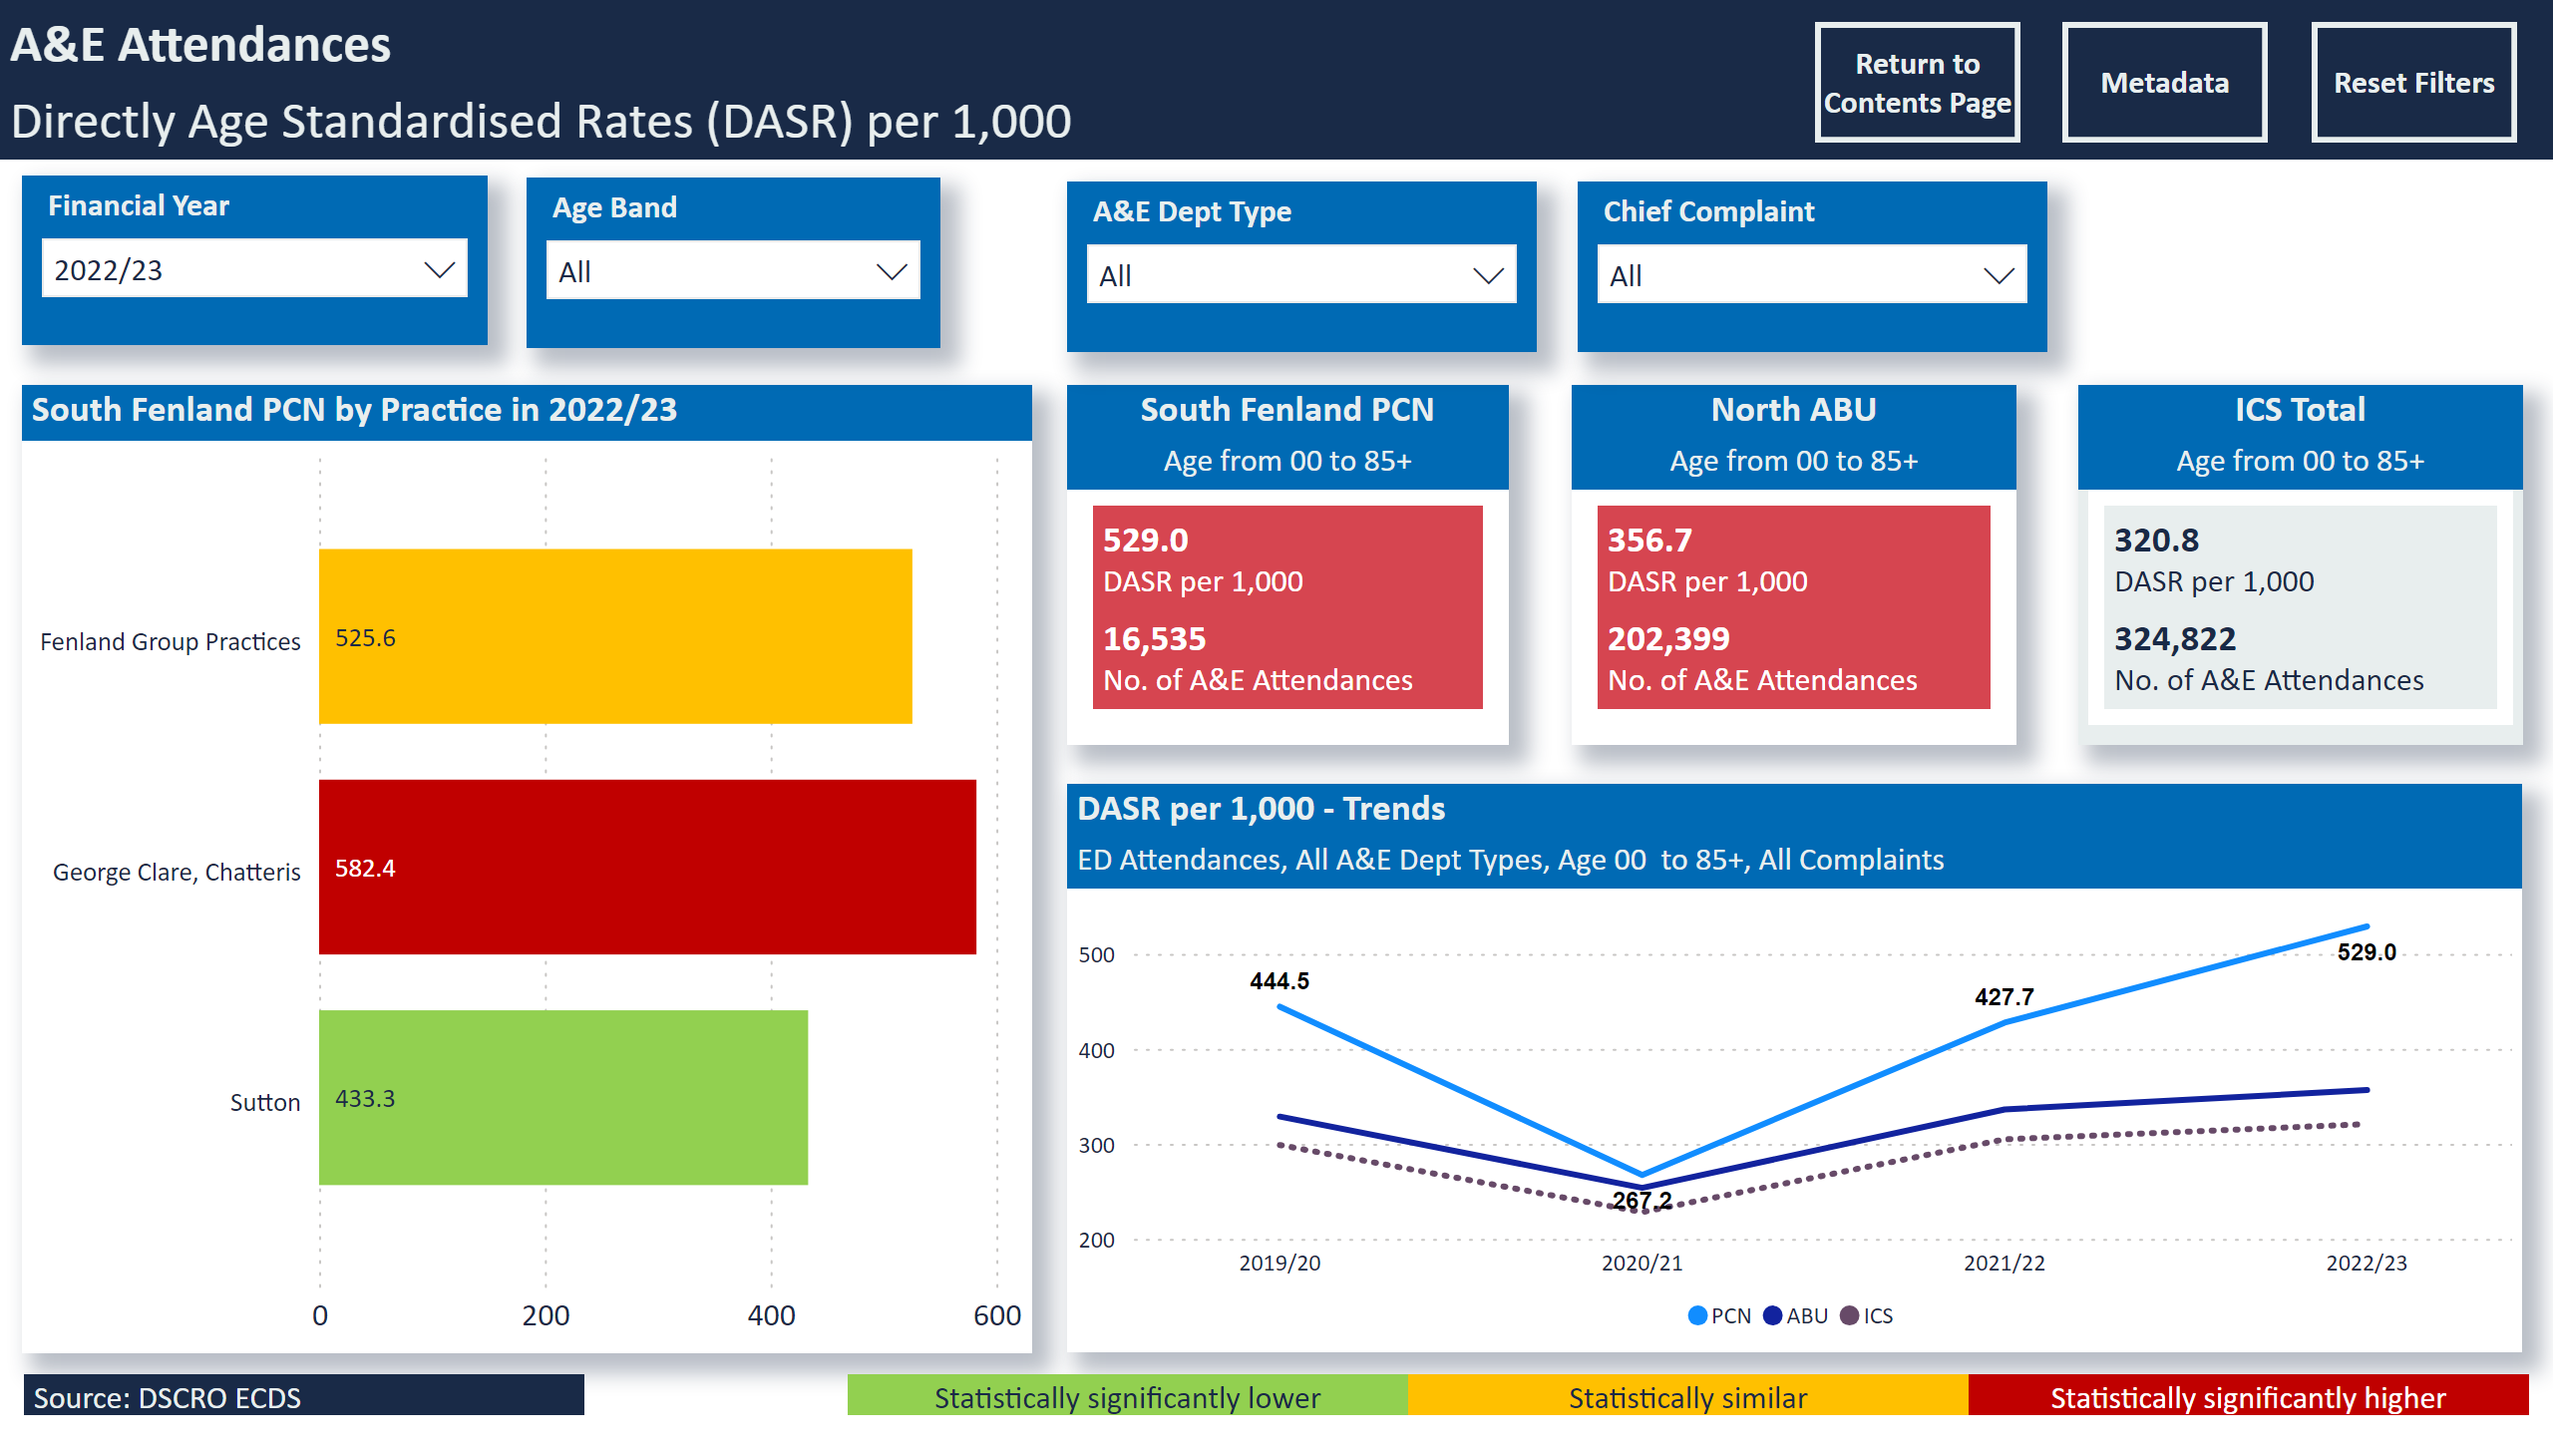 A&E Attendances
Directly Age Standardised Rates (DASR) per 1,000
Return to
Contents Page
Metadata
Reset Filters
Financial Year
2022/23
Age Band
All
A&E Dept Type
All
Chief Complaint
All
South Fenland PCN by Practice in 2022/23
Fenland Group Practices
525.6
George Clare, Chatteris
582.4
Sutton
433.3
0 200 400 600
South Fenland PCN
Age from 00 to 85+
529.0
DASR per 1,000
16,535
No. of A&E Attendances
North ABU
Age from 00 to 85+
356.7
DASR per 1,000
202,399
No. of A&E Attendances
ICS Total
Age from 00 to 85+
320.8
DASR per 1,000
324,822
No. of A&E Attendances
DASR per 1,000 - Trends
ED Attendances, All A&E Dept Types, Age 00  to 85+, All Complaints
500
400
300
200
444.5
267.2
427.7
529.0
2019/20 2020/21 2021/22 2022/23
PCN ABU ICS
Source: DSCRO ECDS
Statistically significantly lower
Statistically similar
Statistically significantly higher